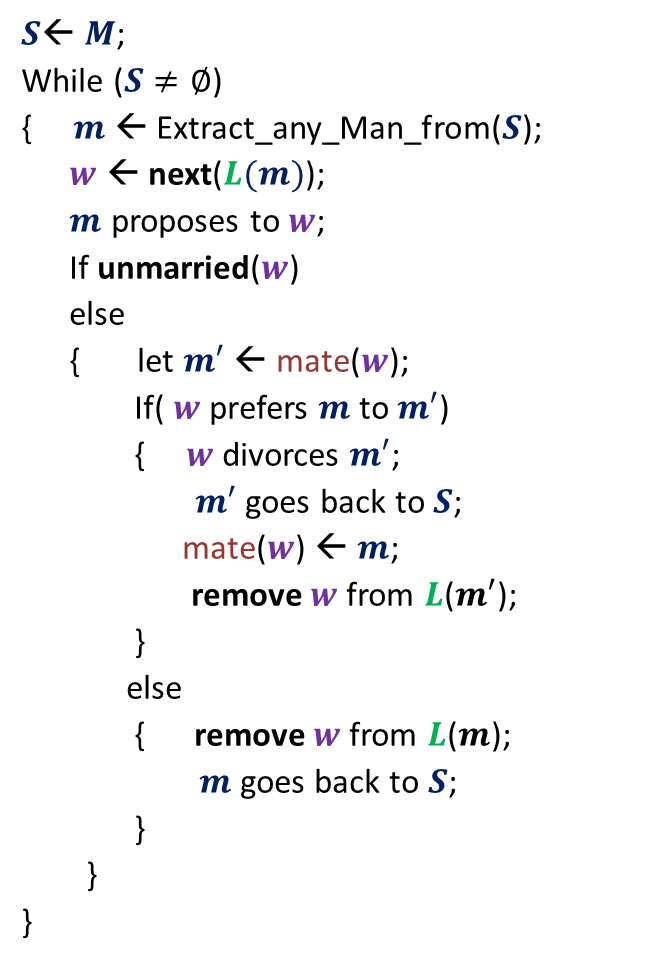 S← M;
While (S ≠ ∅)
{ m ← Extract_any_Man_from(S);
w ← next(L(m));
m proposes to w;
If unmarried(w)
else
{ let m′ ← mate(w);
If( w prefers m to m′)
{ w divorces m′;
m′ goes back to S;
mate(w) ← m;
remove w from L(m′);
}
else
{ remove w from L(m);
m goes back to S;
}
}
}